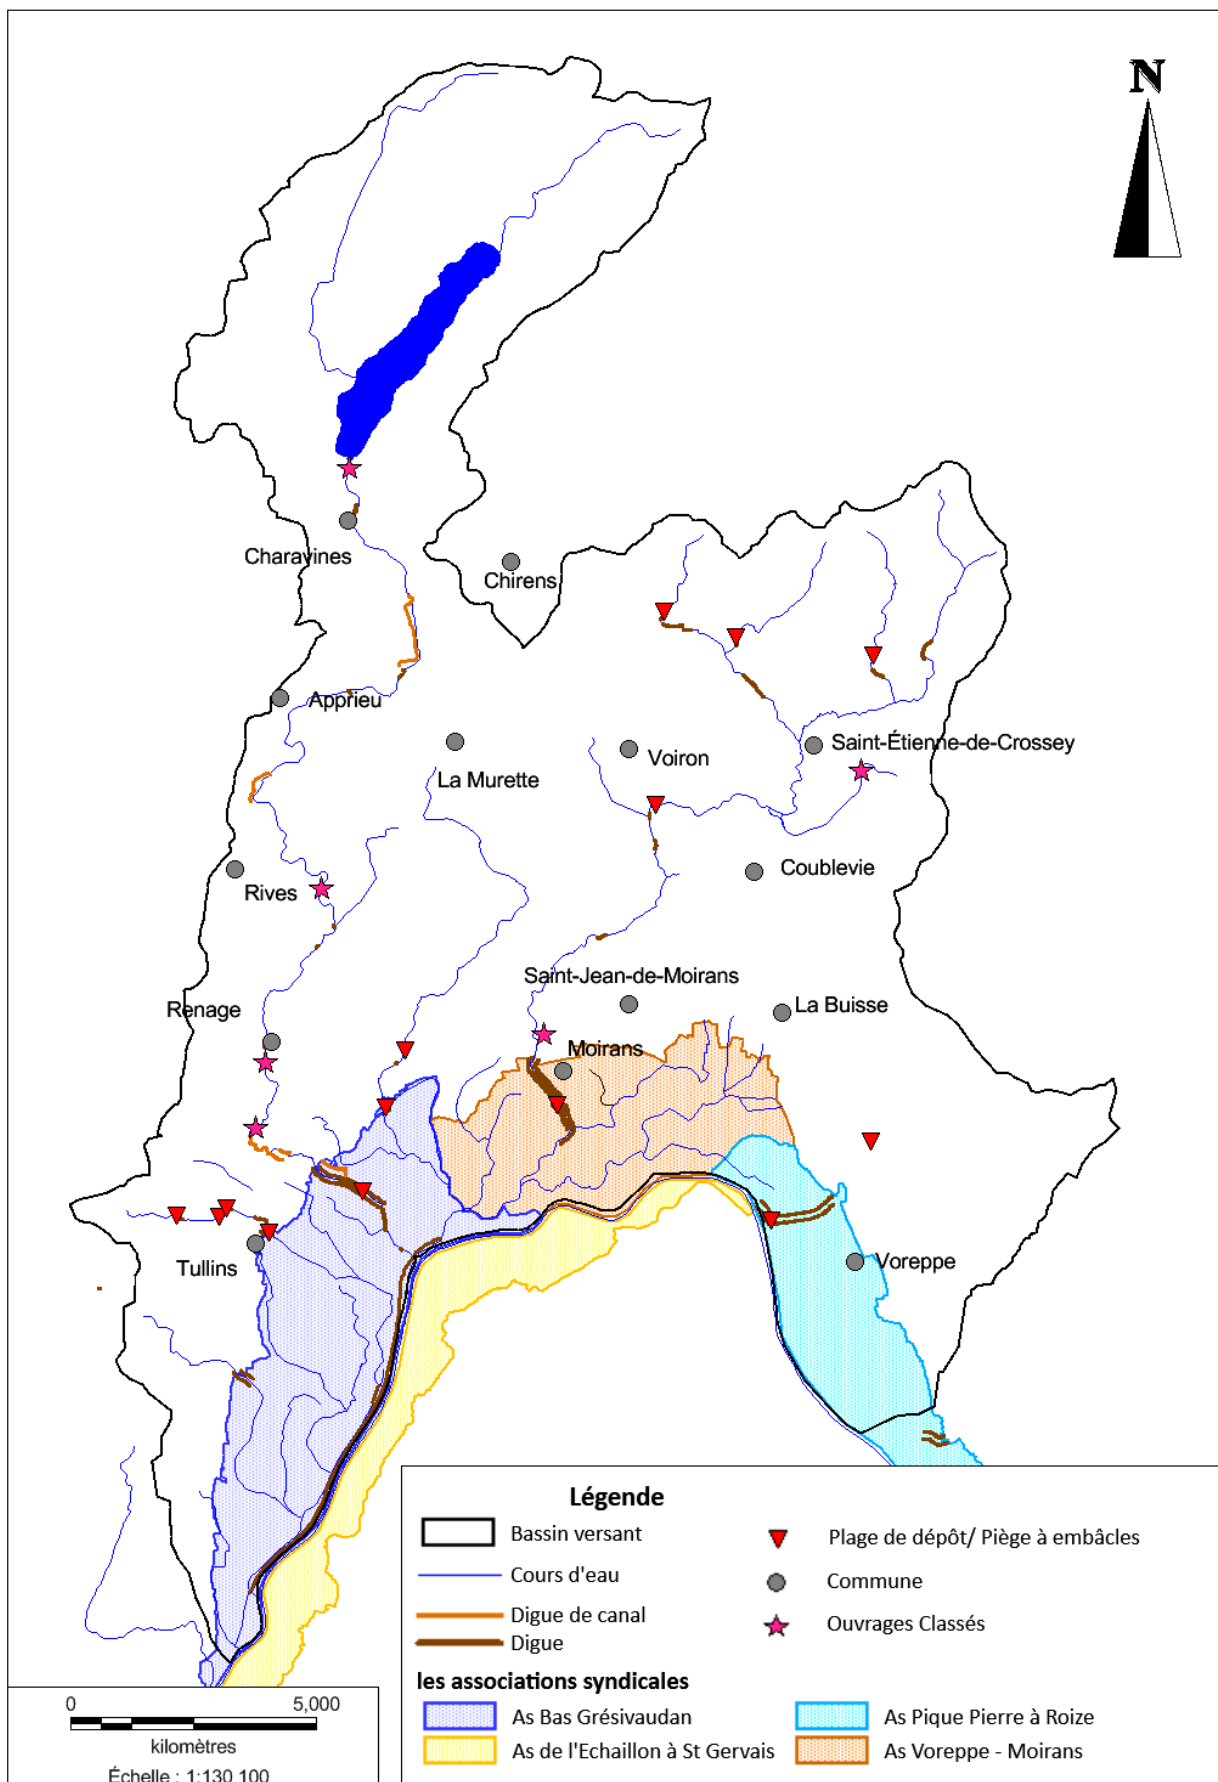 N
Charavines
Chirens
Apprieu
Saint-Étienne-de-Crossey
Voiron
La Murette
Coublevie
Rives
Saint-Jean-de-Moirans
La Buisse
Renage
Moirans
Tullins
Voreppe
Légende
Bassin versant
Cours d'eau
Digue de canal
Digue
Plage de dépôt/ Piège à embâcles
Commune
Ouvrages Classés
les associations syndicales
As Bas Grésivaudan
As de l'Echaillon à St Gervais
As Pique Pierre à Roize
As Voreppe - Moirans
0 5,000
kilomètres
Échelle : 1:130 100